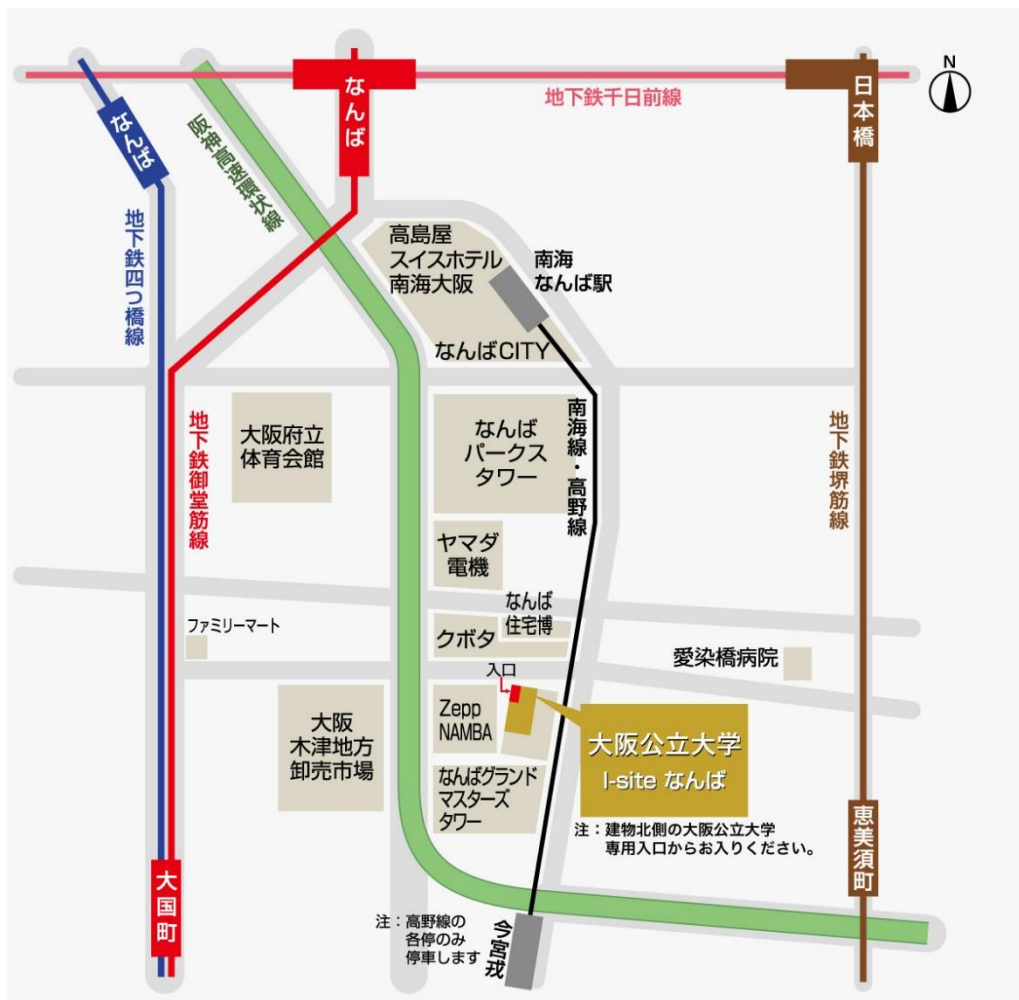 N
なんば
地下鉄千日前線
日本橋
なんば
阪神高速環状線
地下鉄四つ橋線
高島屋
スイスホテル
南海大阪
南海
なんば駅
なんばCITY
地下鉄御堂筋線
大阪府立
体育会館
なんば
パークス
タワー
南海線・高野線
地下鉄堺筋線
ヤマダ
電機
なんば
住宅博
ファミリーマート
クボタ
愛染橋病院
入口
大阪
木津地方
卸売市場
Zepp
NAMBA
大阪公立大学
I-site なんば
なんばグランド
マスターズ
タワー
注：建物北側の大阪公立大学
専用入口からお入りください。
恵美須町
大国町
注：高野線の
各停のみ
停車します
今宮戎